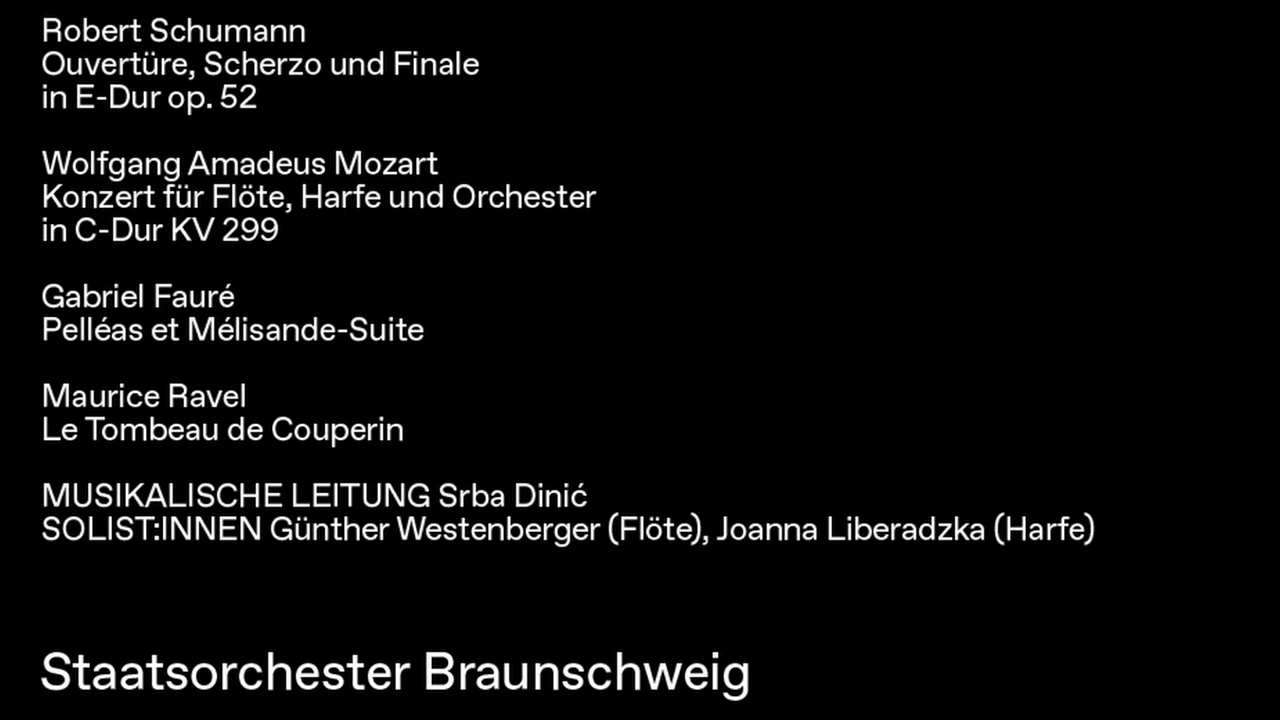 Robert Schumann
Ouvertüre, Scherzo und Finale
in E-Dur op. 52
Wolfgang Amadeus Mozart
Konzert für Flöte, Harfe und Orchester
in C-Dur KV 299
Gabriel Fauré
Pelléas et Mélisande-Suite
Maurice Ravel
Le Tombeau de Couperin
MUSIKALISCHE LEITUNG Srba Dinić
SOLIST:INNEN Günther Westenberger (Flöte), Joanna Liberadzka (Harfe)
Staatsorchester Braunschweig